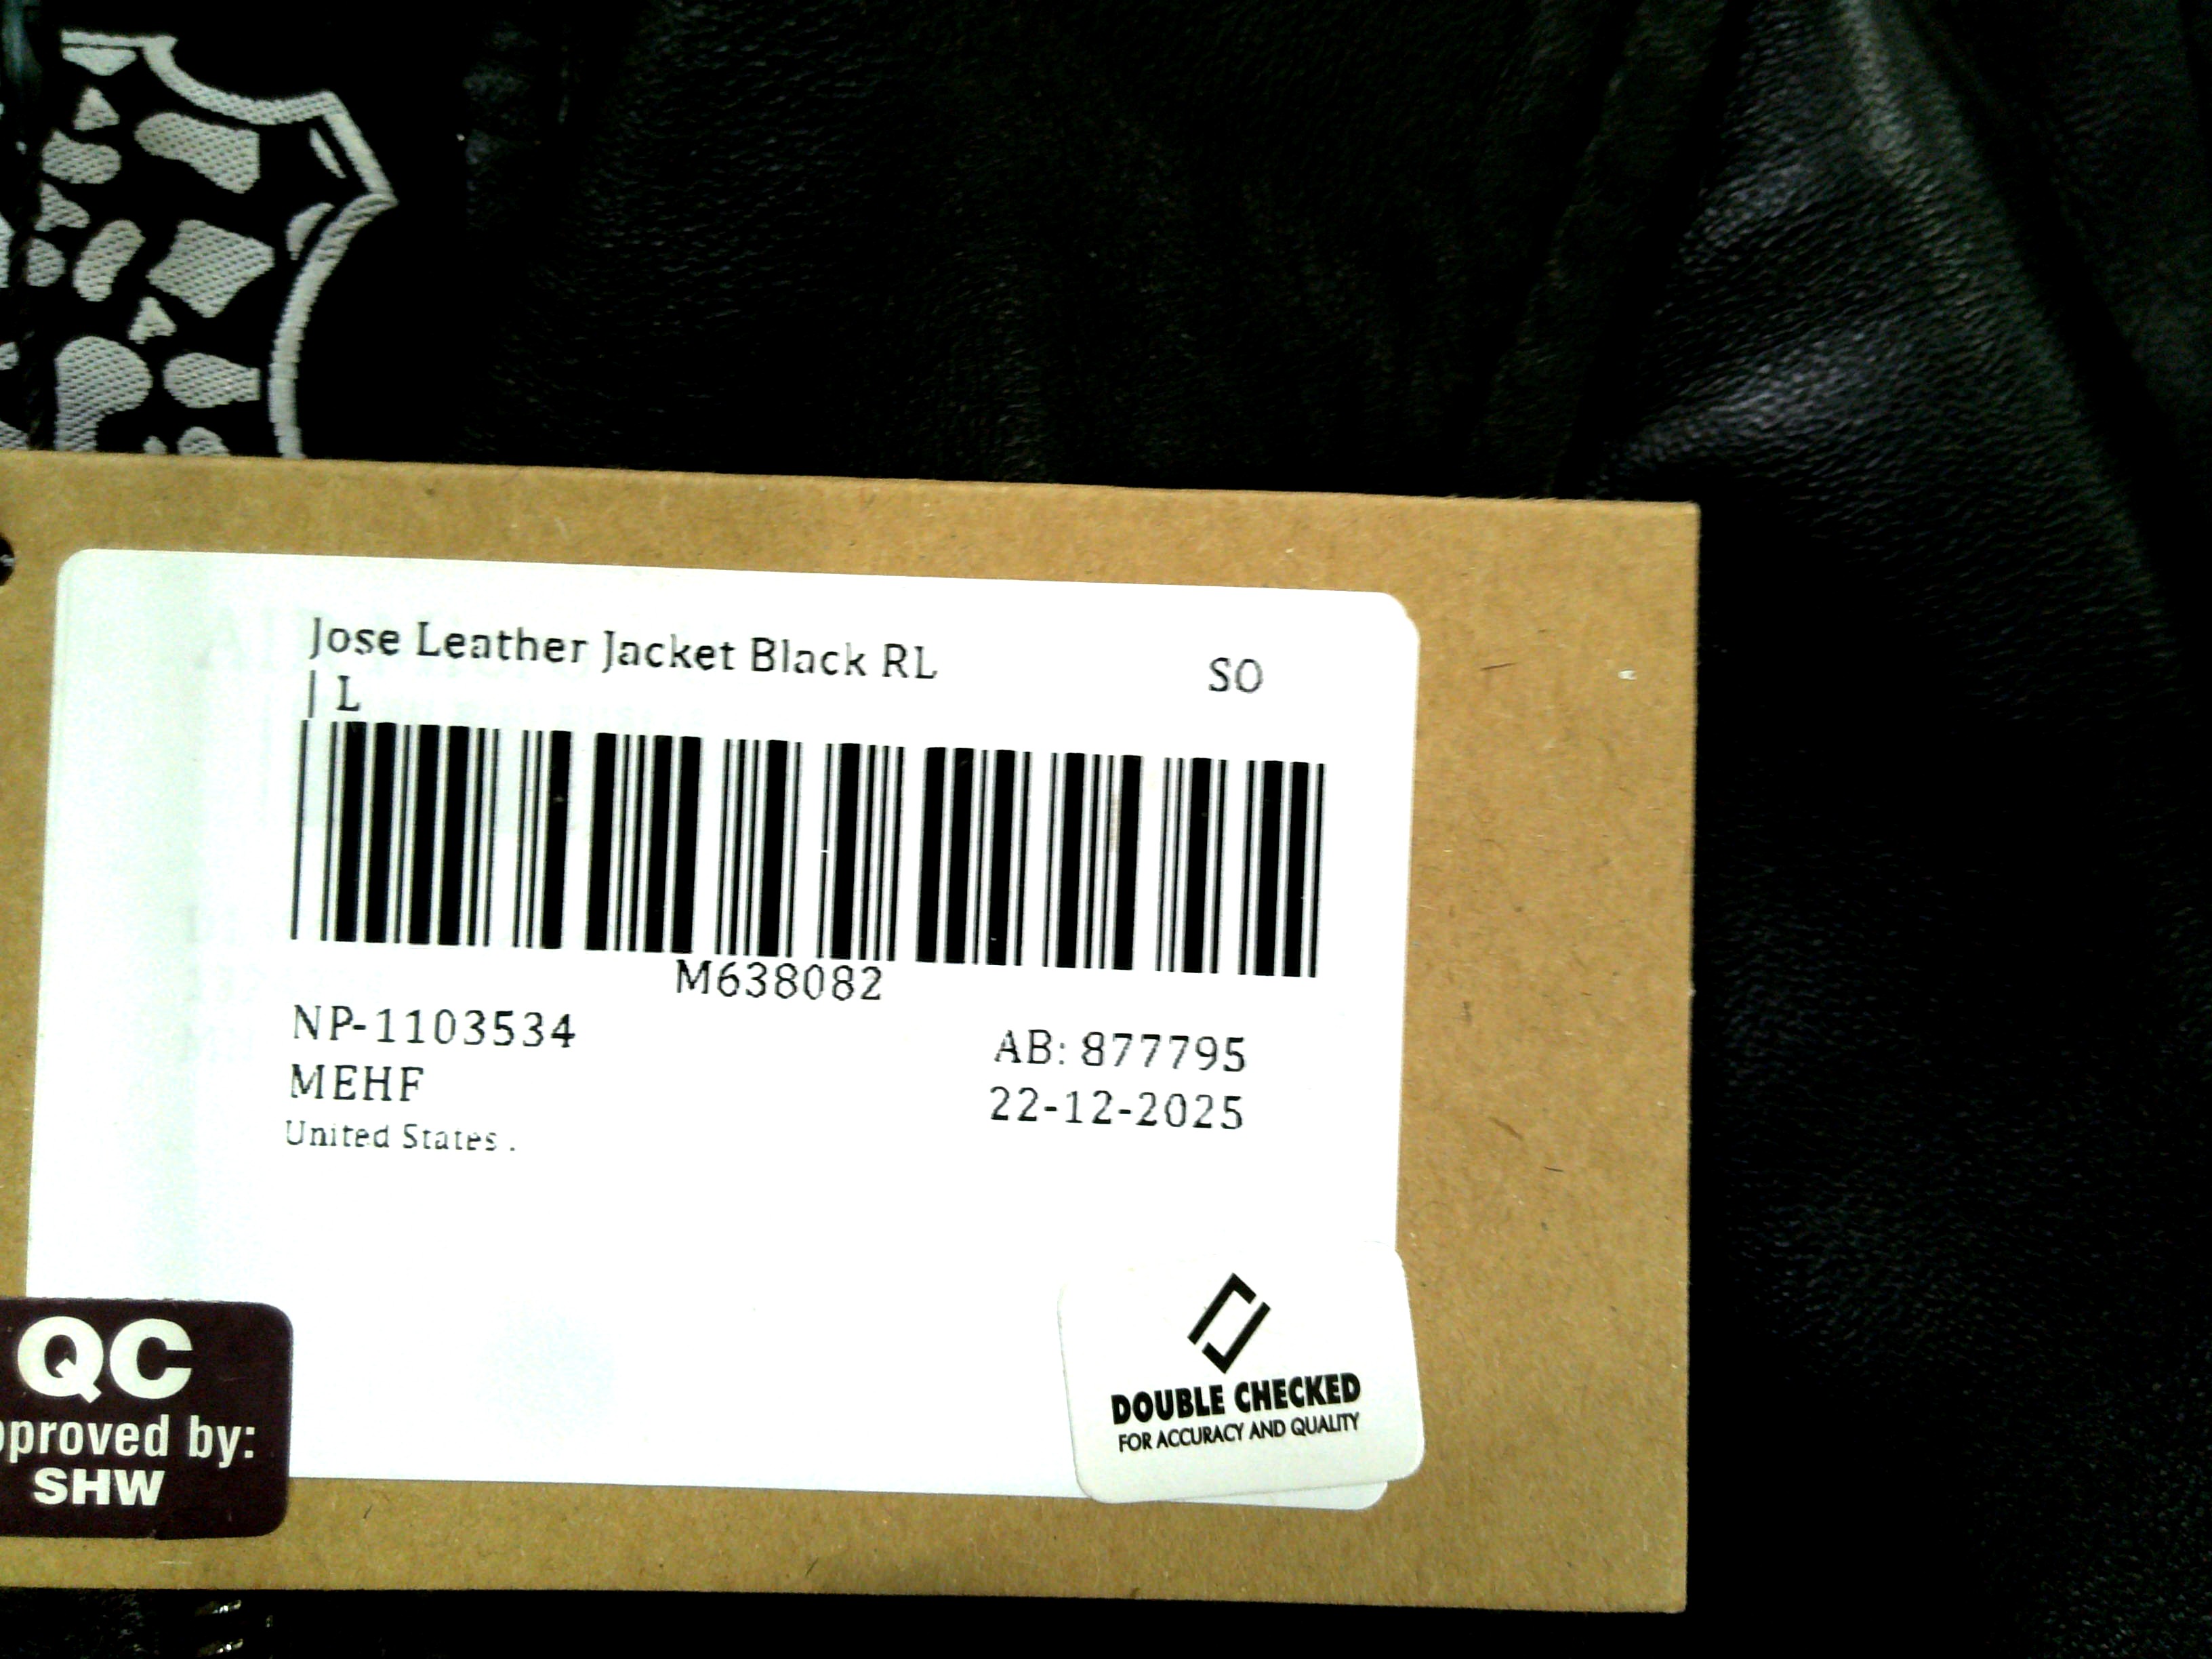 Jose Leather Jacket Black RL
| L
SO
M638082
NP-1103534
AB: 877795
MEHF
22-12-2025
United States .
QC
pproved by:
SHW
DOUBLE CHECKED
FOR ACCURACY AND QUALITY